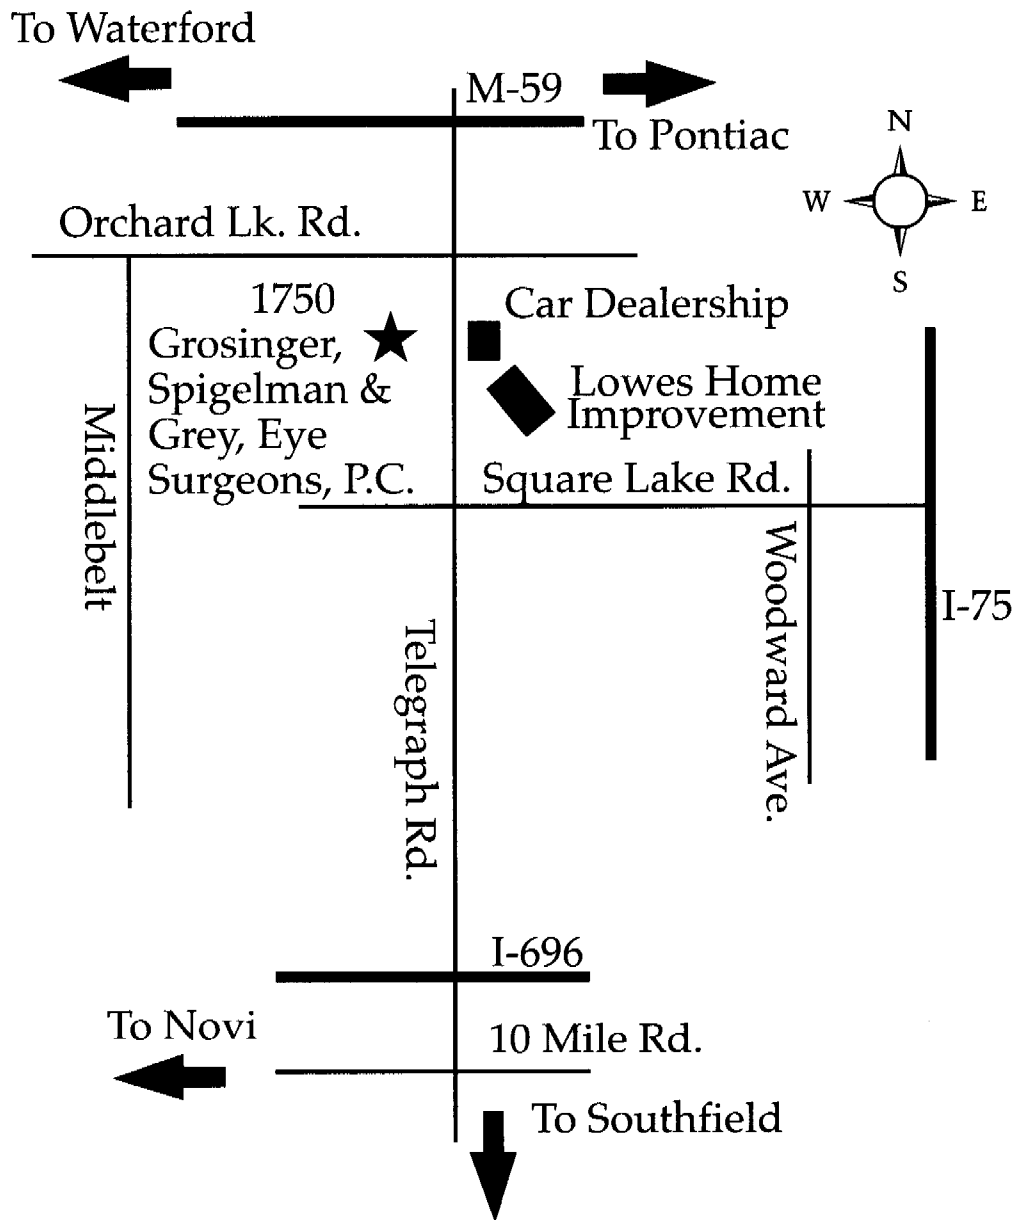 To Waterford
M-59
To Pontiac
N
W
E
S
Orchard Lk. Rd.
1750
Grosinger,
Spigelman &
Grey, Eye
Surgeons, P.C.
Car Dealership
Lowes Home
Improvement
Middlebelt
Square Lake Rd.
Woodward Ave.
I-75
Telegraph Rd.
I-696
To Novi
10 Mile Rd.
To Southfield